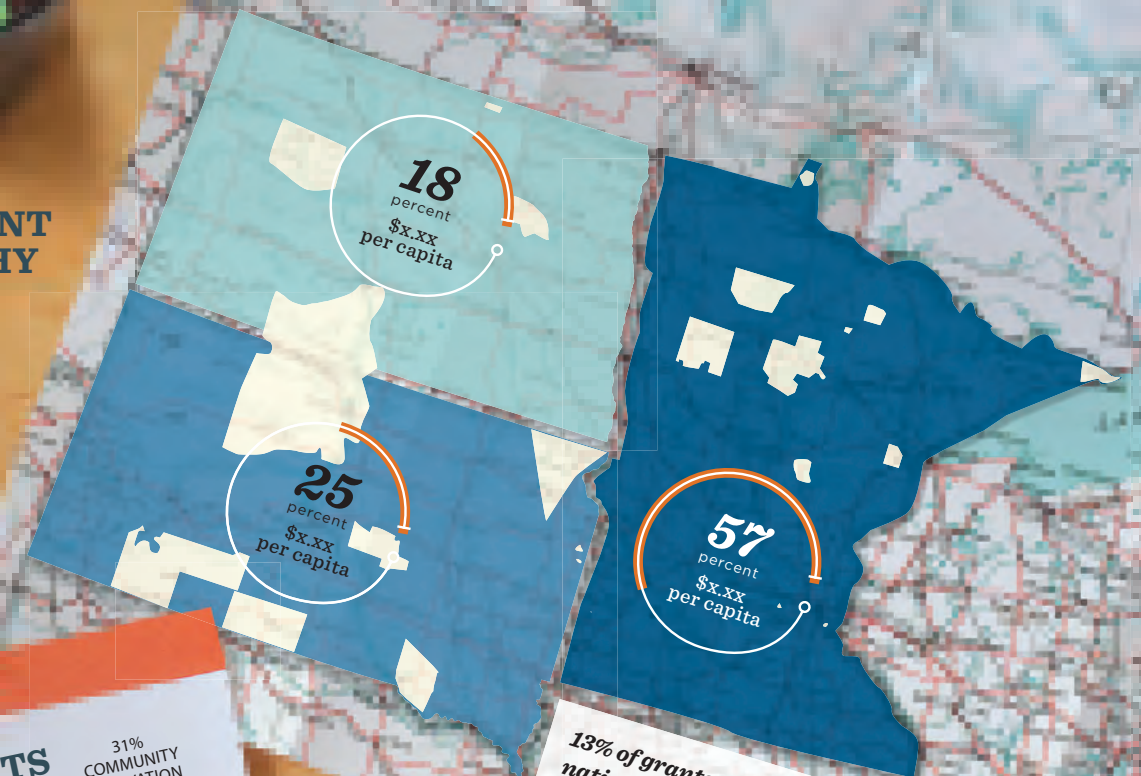 18
percent
$x.xx
per capita
NT
HY
25
percent
$x.xx
per capita
57
percent
$x.xx
per capita
TS
31%
COMMUNITY
13% of